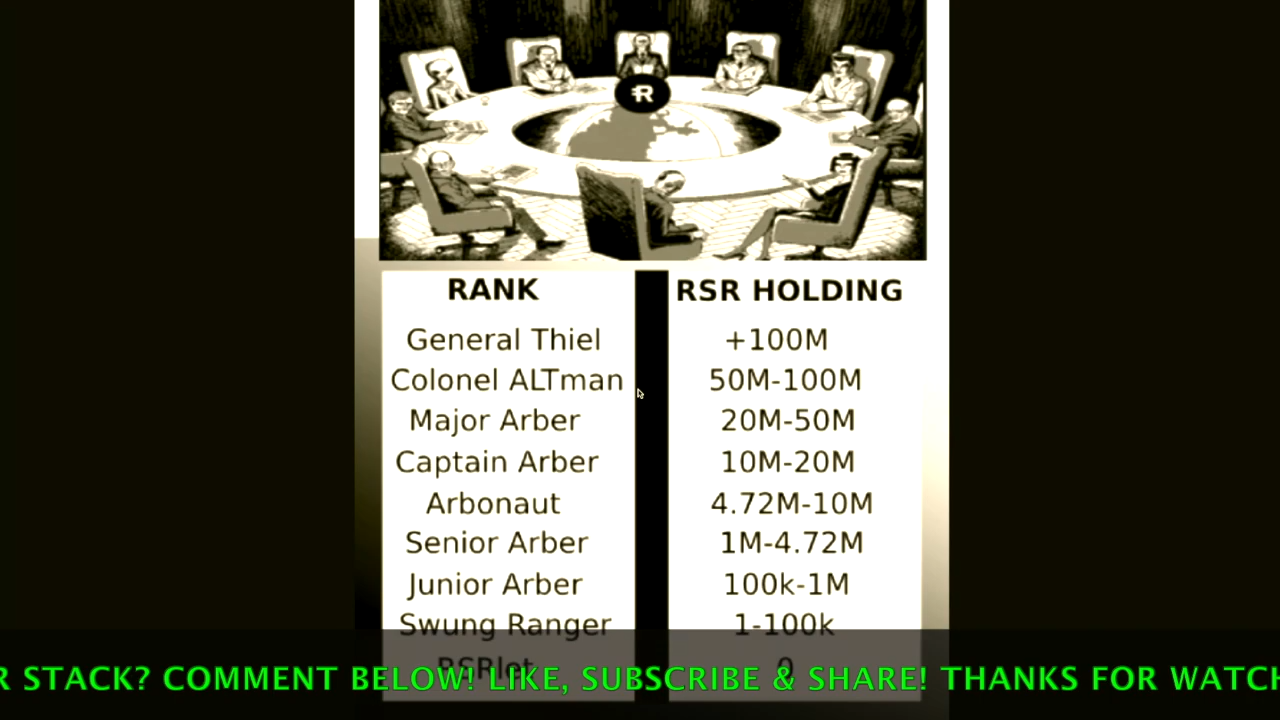 RANK RSR HOLDING
General Thiel +100M
Colonel ALTman 50M-100M
Major Arber 20M-50M
Captain Arber 10M-20M
Arbonaut 4.72M-10M
Senior Arber 1M-4.72M
Junior Arber 100k-1M
Swung Ranger 1-100k
RSRlet 0
R STACK? COMMENT BELOW! LIKE, SUBSCRIBE & SHARE! THANKS FOR WATCH